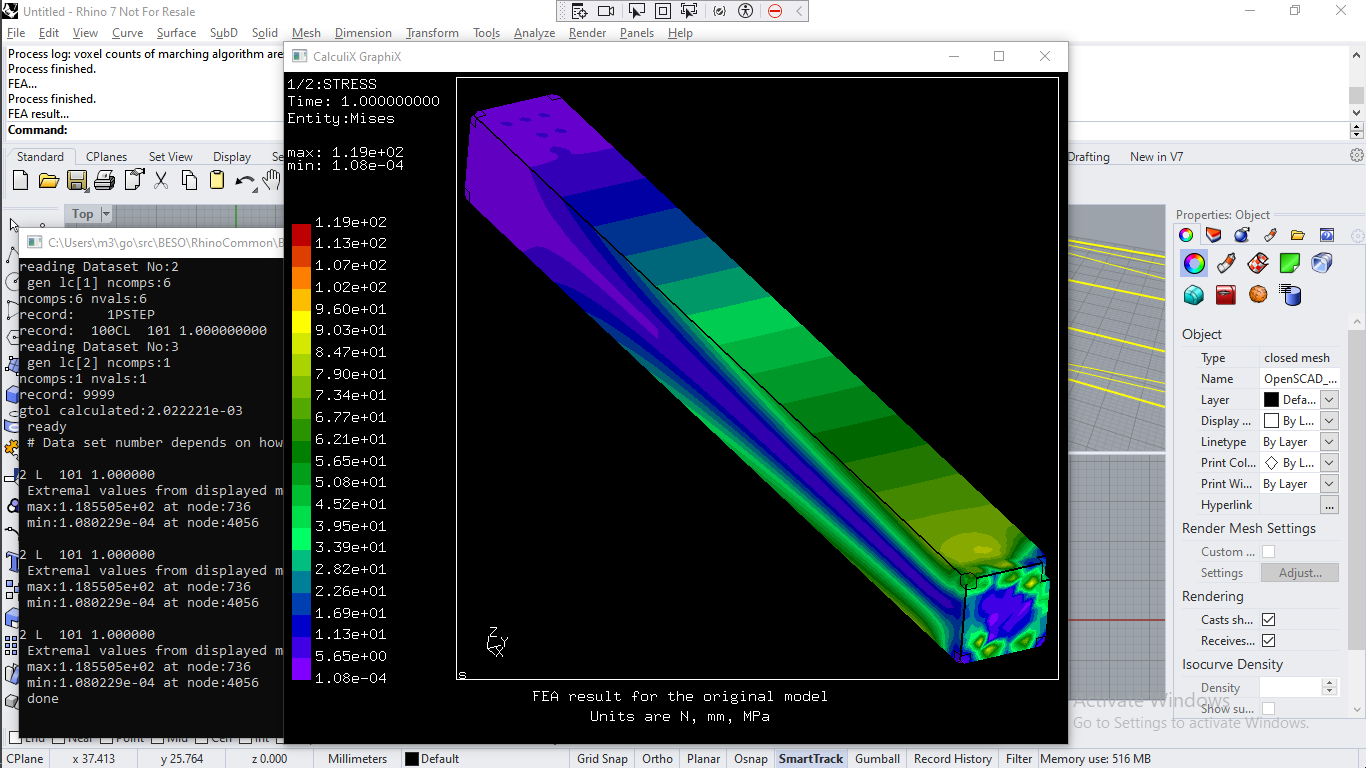 Untitled - Rhino 7 Not For Resale
File Edit View Curve Surface SubD Solid Mesh Dimension Transform Tools Analyze Render Panels Help
Process log: voxel counts of marching algorithm are
Process finished.
FEA...
Process finished.
FEA result...
Command:
Standard CPlanes Set View Display Se
Drafting New in V7
Top
CalculiX GraphiX
1/2:STRESS
Time: 1.000000000
Entity:Mises
max: 1.19e+02
min: 1.08e-04
1.19e+02
1.13e+02
1.07e+02
1.02e+02
9.60e+01
9.03e+01
8.47e+01
7.90e+01
7.34e+01
6.77e+01
6.21e+01
5.65e+01
5.08e+01
4.52e+01
3.95e+01
3.39e+01
2.82e+01
2.26e+01
1.69e+01
1.13e+01
5.65e+00
1.08e-04
Z
Y
X
s
FEA result for the original model
Units are N, mm, MPa
C:\Users\m3\go\src\BESO\RhinoCommon\B
reading Dataset No:2
gen lc[1] ncomps:6
ncomps:6 nvals:6
record: 1PSTEP
record: 100CL 101 1.000000000
reading Dataset No:3
gen lc[2] ncomps:1
ncomps:1 nvals:1
record: 9999
gtol calculated:2.022221e-03
ready
# Data set number depends on how
2 L 101 1.000000
Extremal values from displayed m
max:1.185505e+02 at node:736
min:1.080229e-04 at node:4056
2 L 101 1.000000
Extremal values from displayed m
max:1.185505e+02 at node:736
min:1.080229e-04 at node:4056
2 L 101 1.000000
Extremal values from displayed m
max:1.185505e+02 at node:736
min:1.080229e-04 at node:4056
done
Properties: Object
Object
Type closed mesh
Name OpenSCAD_...
Layer Defa...
Display ... By L...
Linetype By Layer
Print Col... By L...
Print Wi... By Layer
Hyperlink ...
Render Mesh Settings
Custom ...
Settings Adjust...
Rendering
Casts sh...
Receives...
Isocurve Density
Density
Show su...
Activate Windows
Go to Settings to activate Windows.
End Near Point Mid Cen Int
CPlane x 37.413 y 25.764 z 0.000 Millimeters Default Grid Snap Ortho Planar Osnap SmartTrack Gumball Record History Filter Memory use: 516 MB